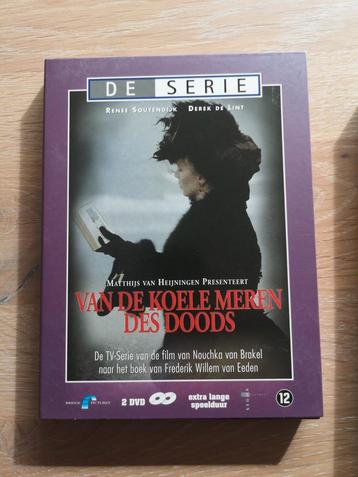 DE SERIE
RENÉE SOUTENDIJK DEREK DE LINT
MATTHIJS VAN HEIJNINGEN PRESENTEERT
VAN DE KOELE MEREN
DES DOODS
De TV-Serie van de film van Nouchka van Brakel
naar het boek van Frederik Willem van Eeden
BRIDGE PICTURES
2 DVD
extra lange
speelduur
12